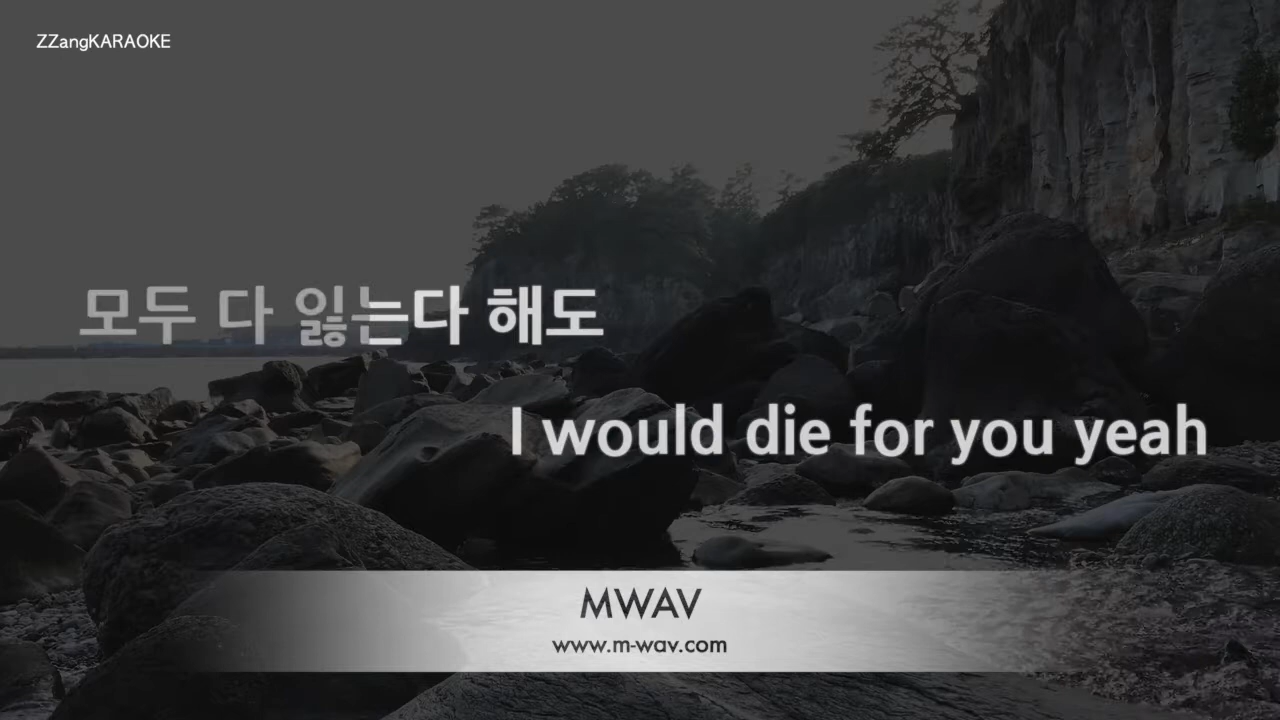 ZZangKARAOKE
모두 다 잃는다 해도
I would die for you yeah
MWAV
www.m-wav.com